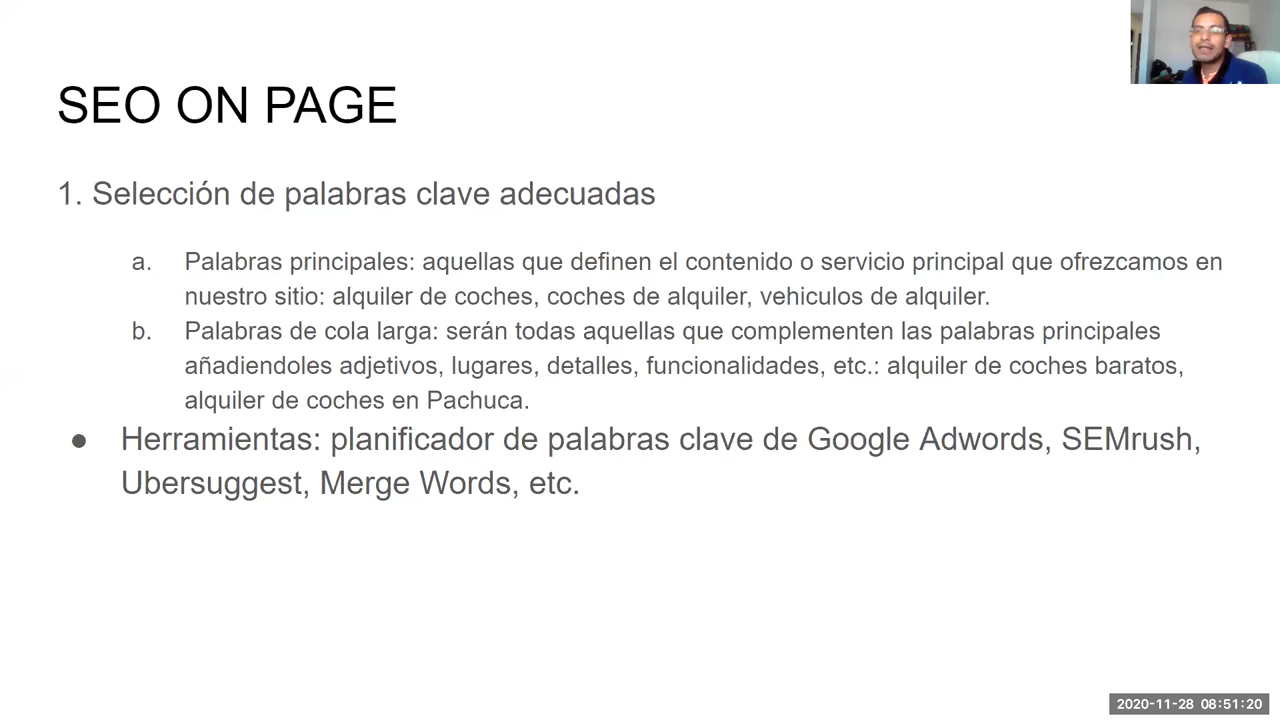 SEO ON PAGE
1. Selección de palabras clave adecuadas
a. Palabras principales: aquellas que definen el contenido o servicio principal que ofrezcamos en
nuestro sitio: alquiler de coches, coches de alquiler, vehiculos de alquiler.
b. Palabras de cola larga: serán todas aquellas que complementen las palabras principales
añadiendoles adjetivos, lugares, detalles, funcionalidades, etc.: alquiler de coches baratos,
alquiler de coches en Pachuca.
● Herramientas: planificador de palabras clave de Google Adwords, SEMrush,
Ubersuggest, Merge Words, etc.
2020-11-28 08:51:20